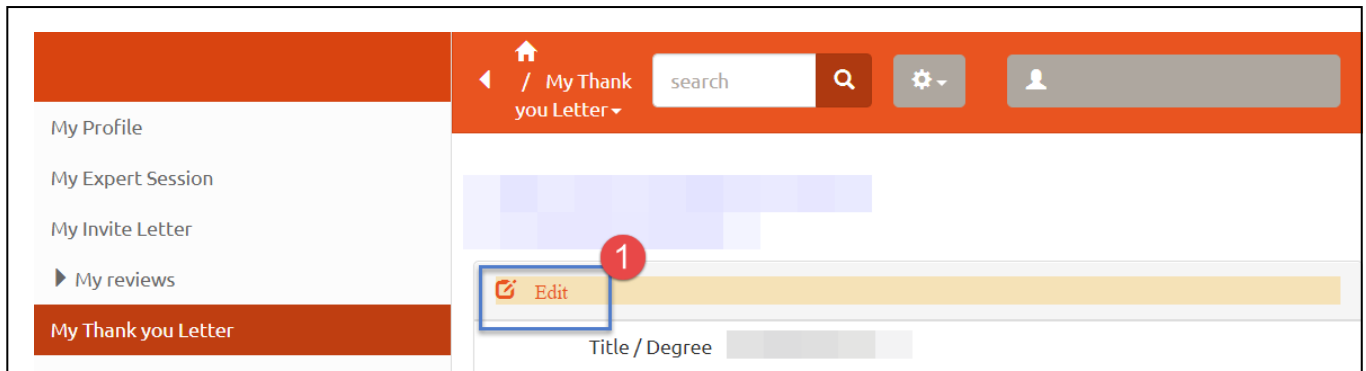 / My Thank
you Letter
search
My Profile
My Expert Session
My Invite Letter
My reviews
My Thank you Letter
1
Edit
Title / Degree